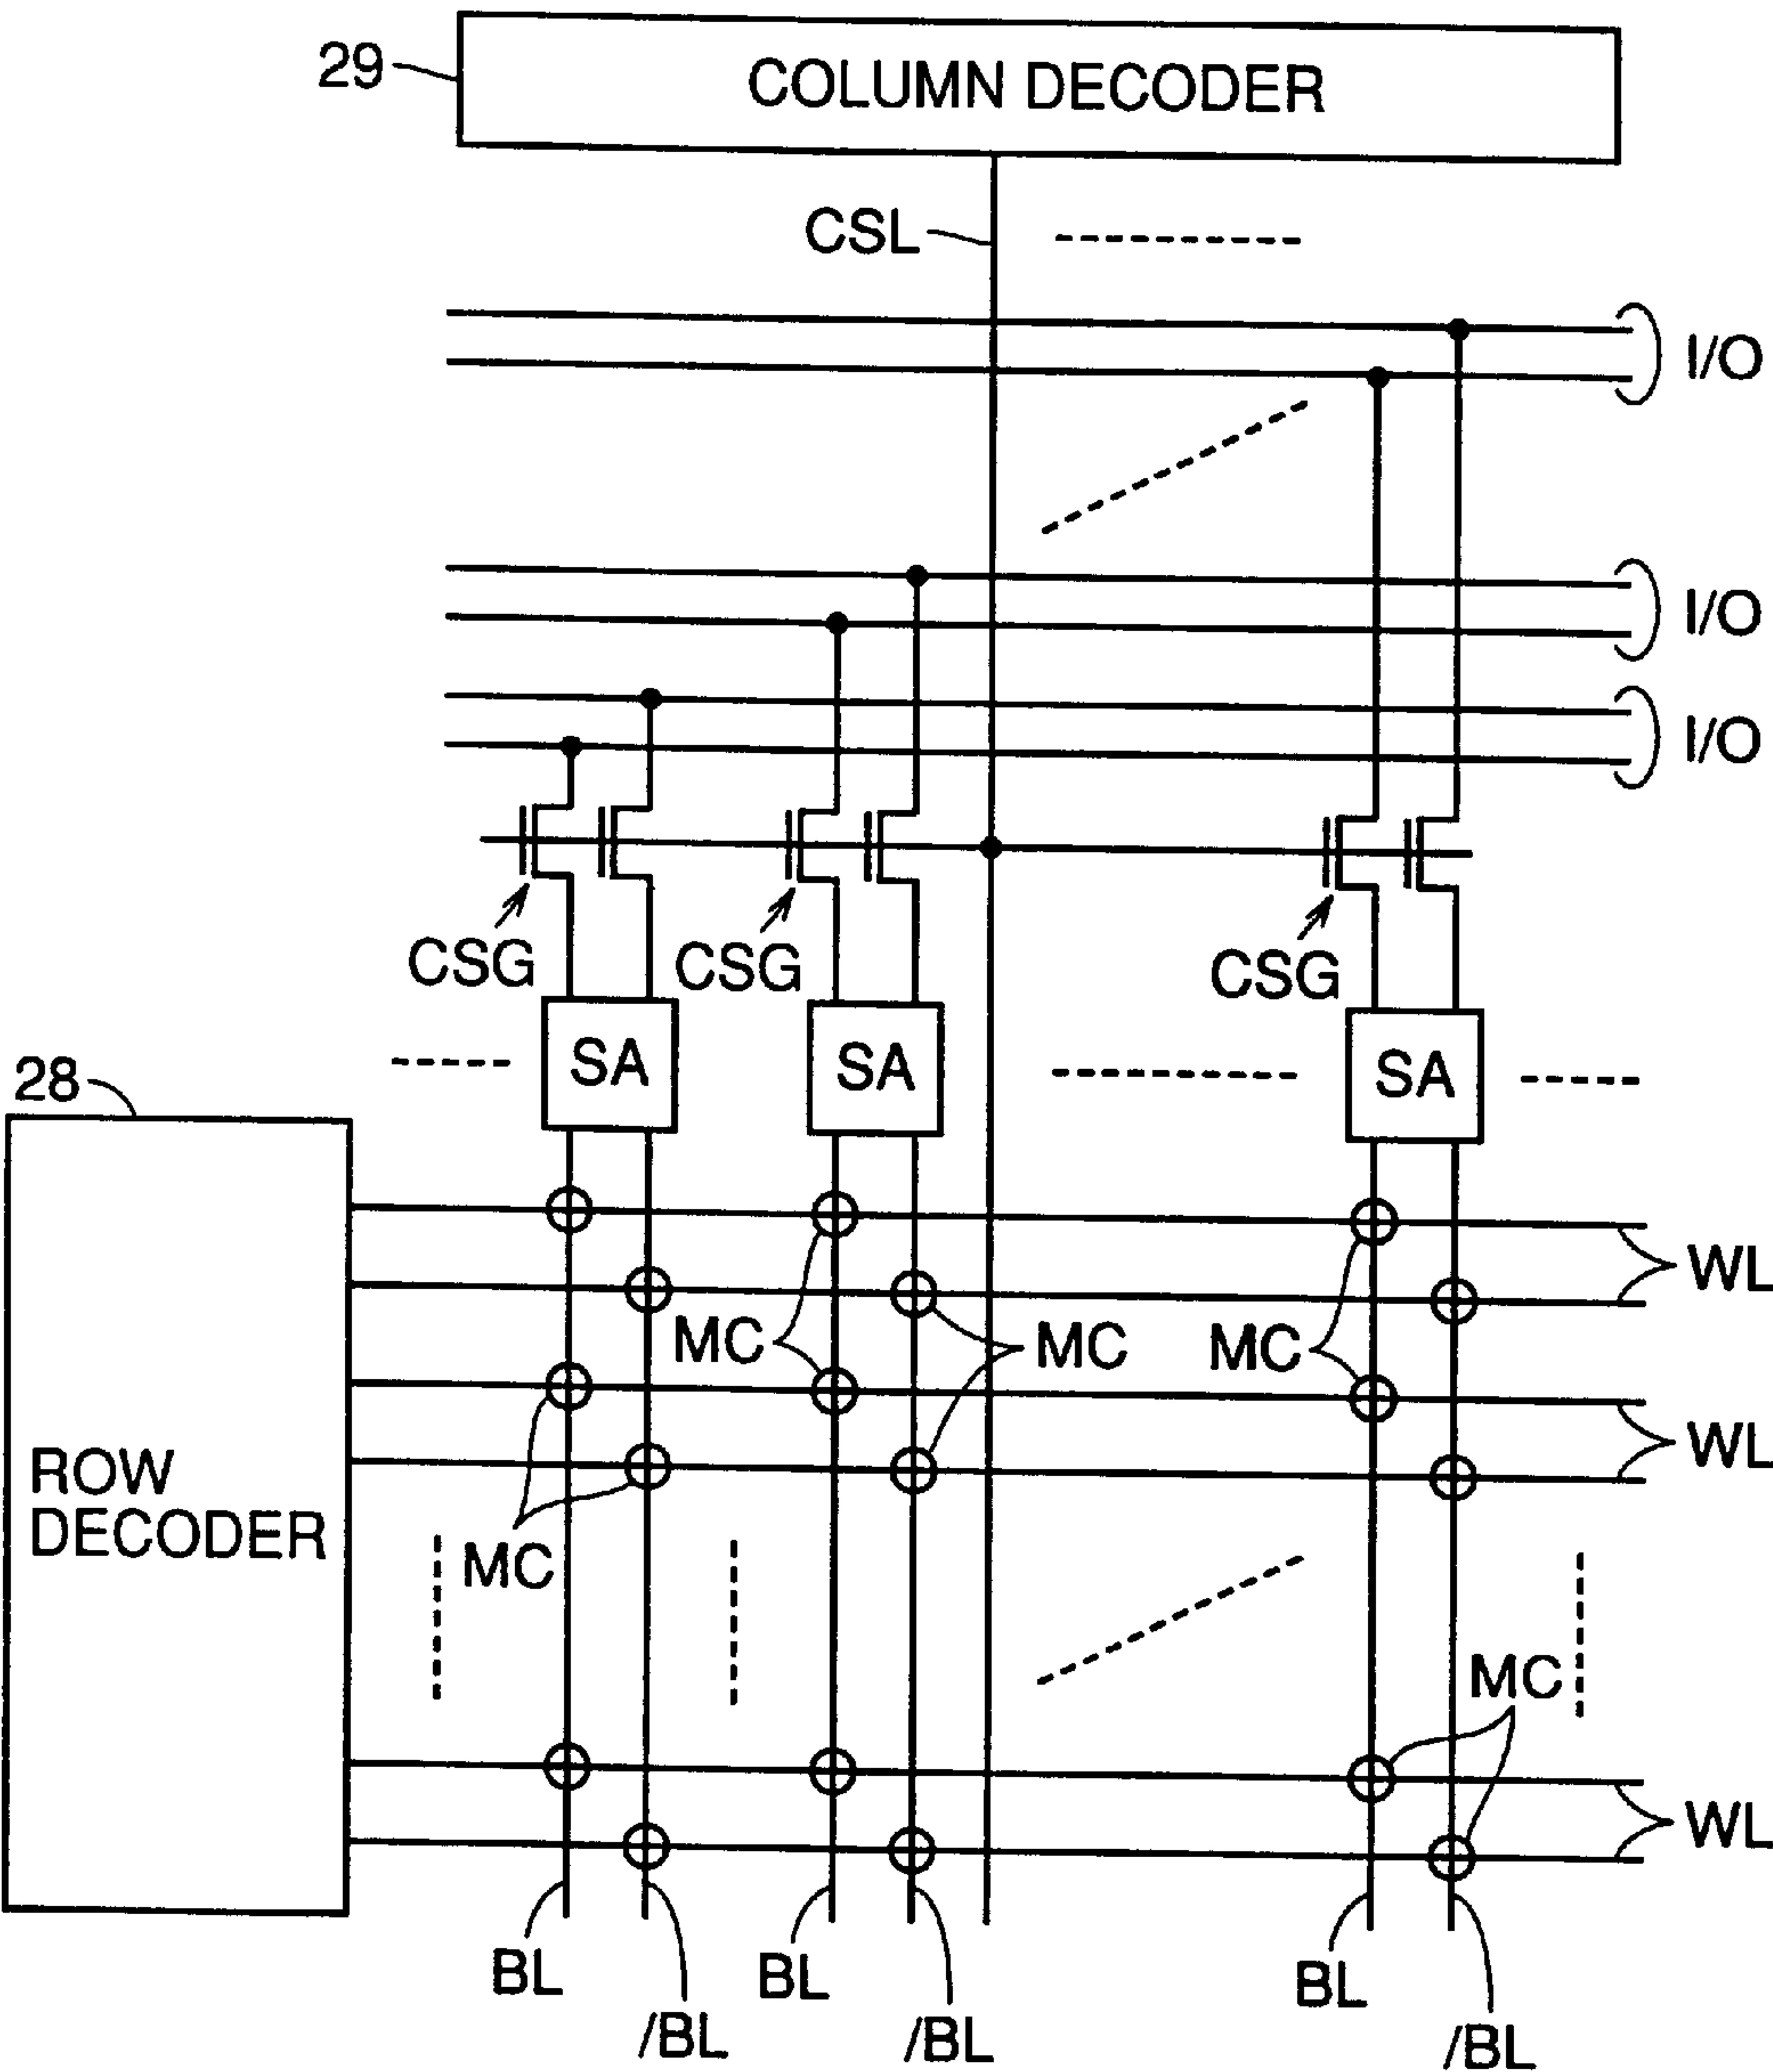 29
COLUMN DECODER
CSL
I/O
I/O
I/O
CSG
CSG
CSG
SA
SA
SA
28
WL
MC
MC
MC
WL
ROW
DECODER
MC
MC
WL
BL
/BL
BL
/BL
BL
/BL